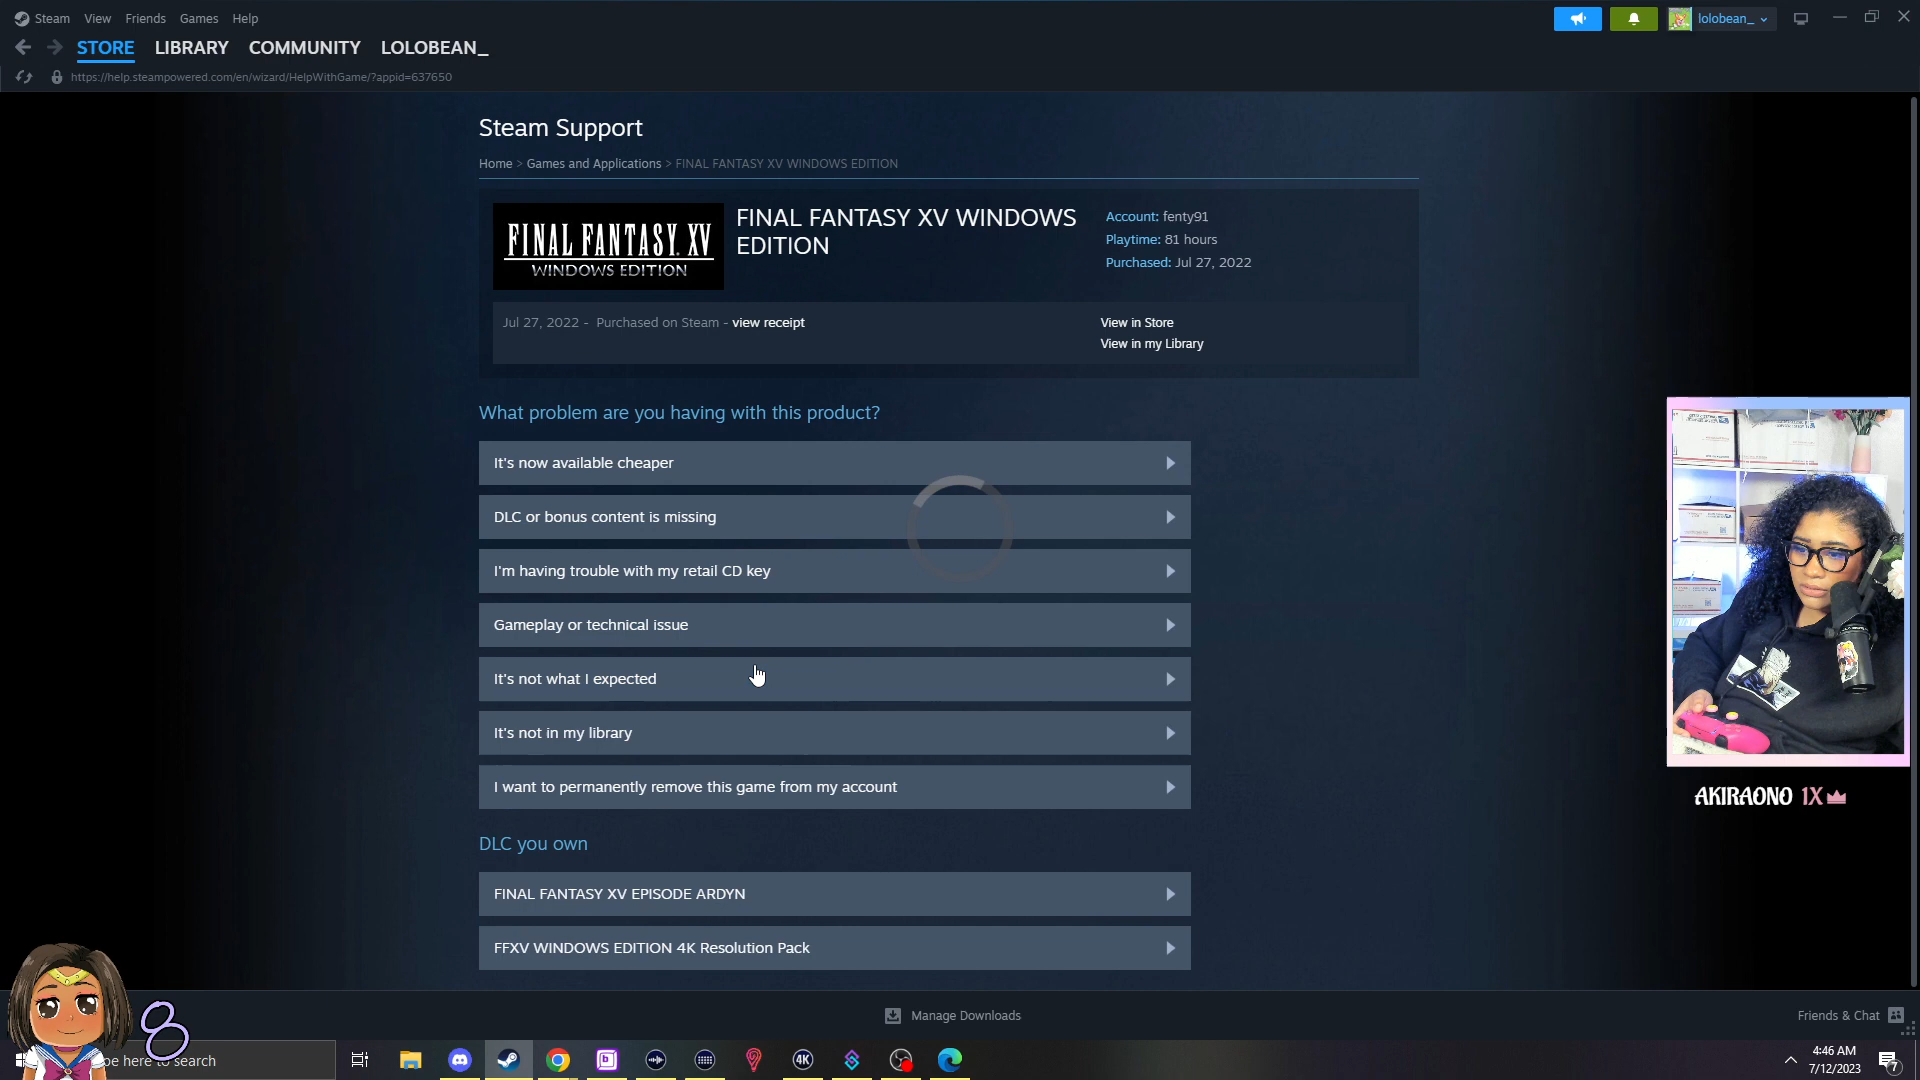 Steam View Friends Games Help
lolobean_
STORE LIBRARY COMMUNITY LOLOBEAN_
https://help.steampowered.com/en/wizard/HelpWithGame/?appid=637650
Steam Support
Home > Games and Applications > FINAL FANTASY XV WINDOWS EDITION
FINAL FANTASY XV
WINDOWS EDITION
FINAL FANTASY XV WINDOWS
EDITION
Account: fenty91
Playtime: 81 hours
Purchased: Jul 27, 2022
Jul 27, 2022 - Purchased on Steam - view receipt
View in Store
View in my Library
What problem are you having with this product?
It's now available cheaper
DLC or bonus content is missing
I'm having trouble with my retail CD key
Gameplay or technical issue
It's not what I expected
It's not in my library
I want to permanently remove this game from my account
AKIRAONO 1X
DLC you own
FINAL FANTASY XV EPISODE ARDYN
FFXV WINDOWS EDITION 4K Resolution Pack
8
Manage Downloads
Friends & Chat
pe here to search
b
4K
4:46 AM
7/12/2023
7